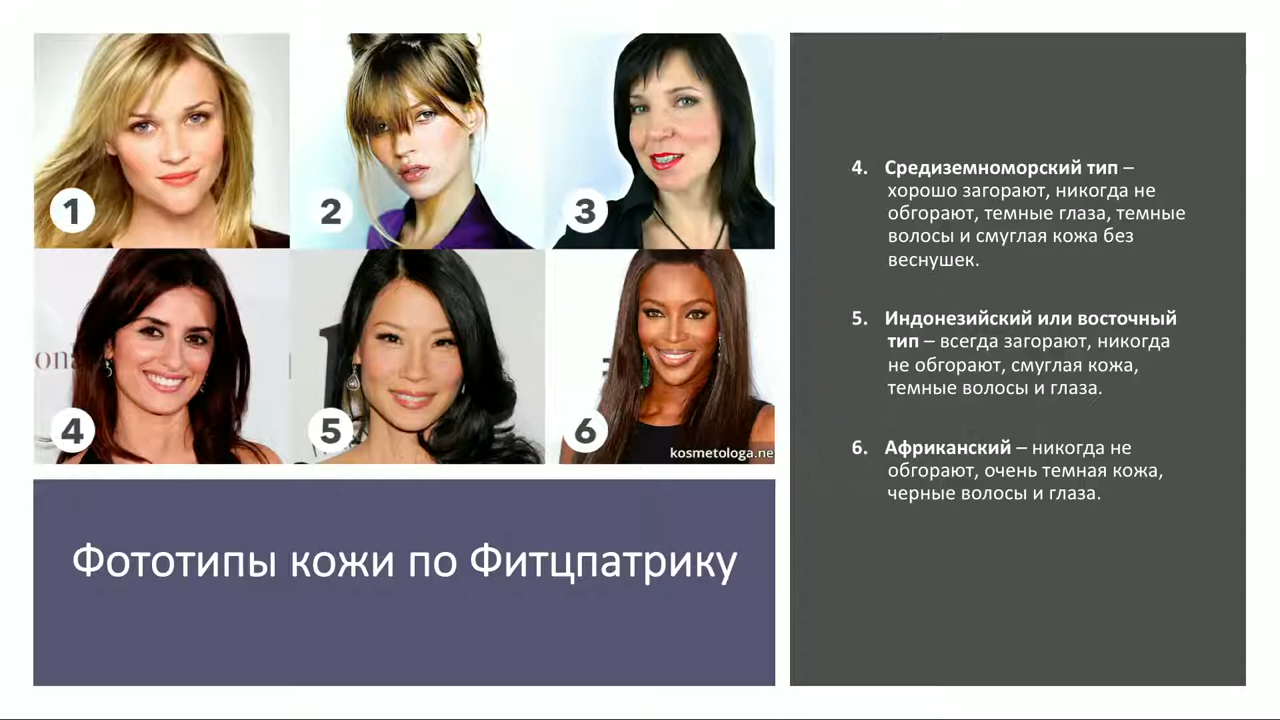 1
2
3
4
5
6
kosmetologa.ne
Фототипы кожи по Фитцпатрику
4. Средиземноморский тип –
хорошо загорают, никогда не
обгорают, темные глаза, темные
волосы и смуглая кожа без
веснушек.
5. Индонезийский или восточный
тип – всегда загорают, никогда
не обгорают, смуглая кожа,
темные волосы и глаза.
6. Африканский – никогда не
обгорают, очень темная кожа,
черные волосы и глаза.